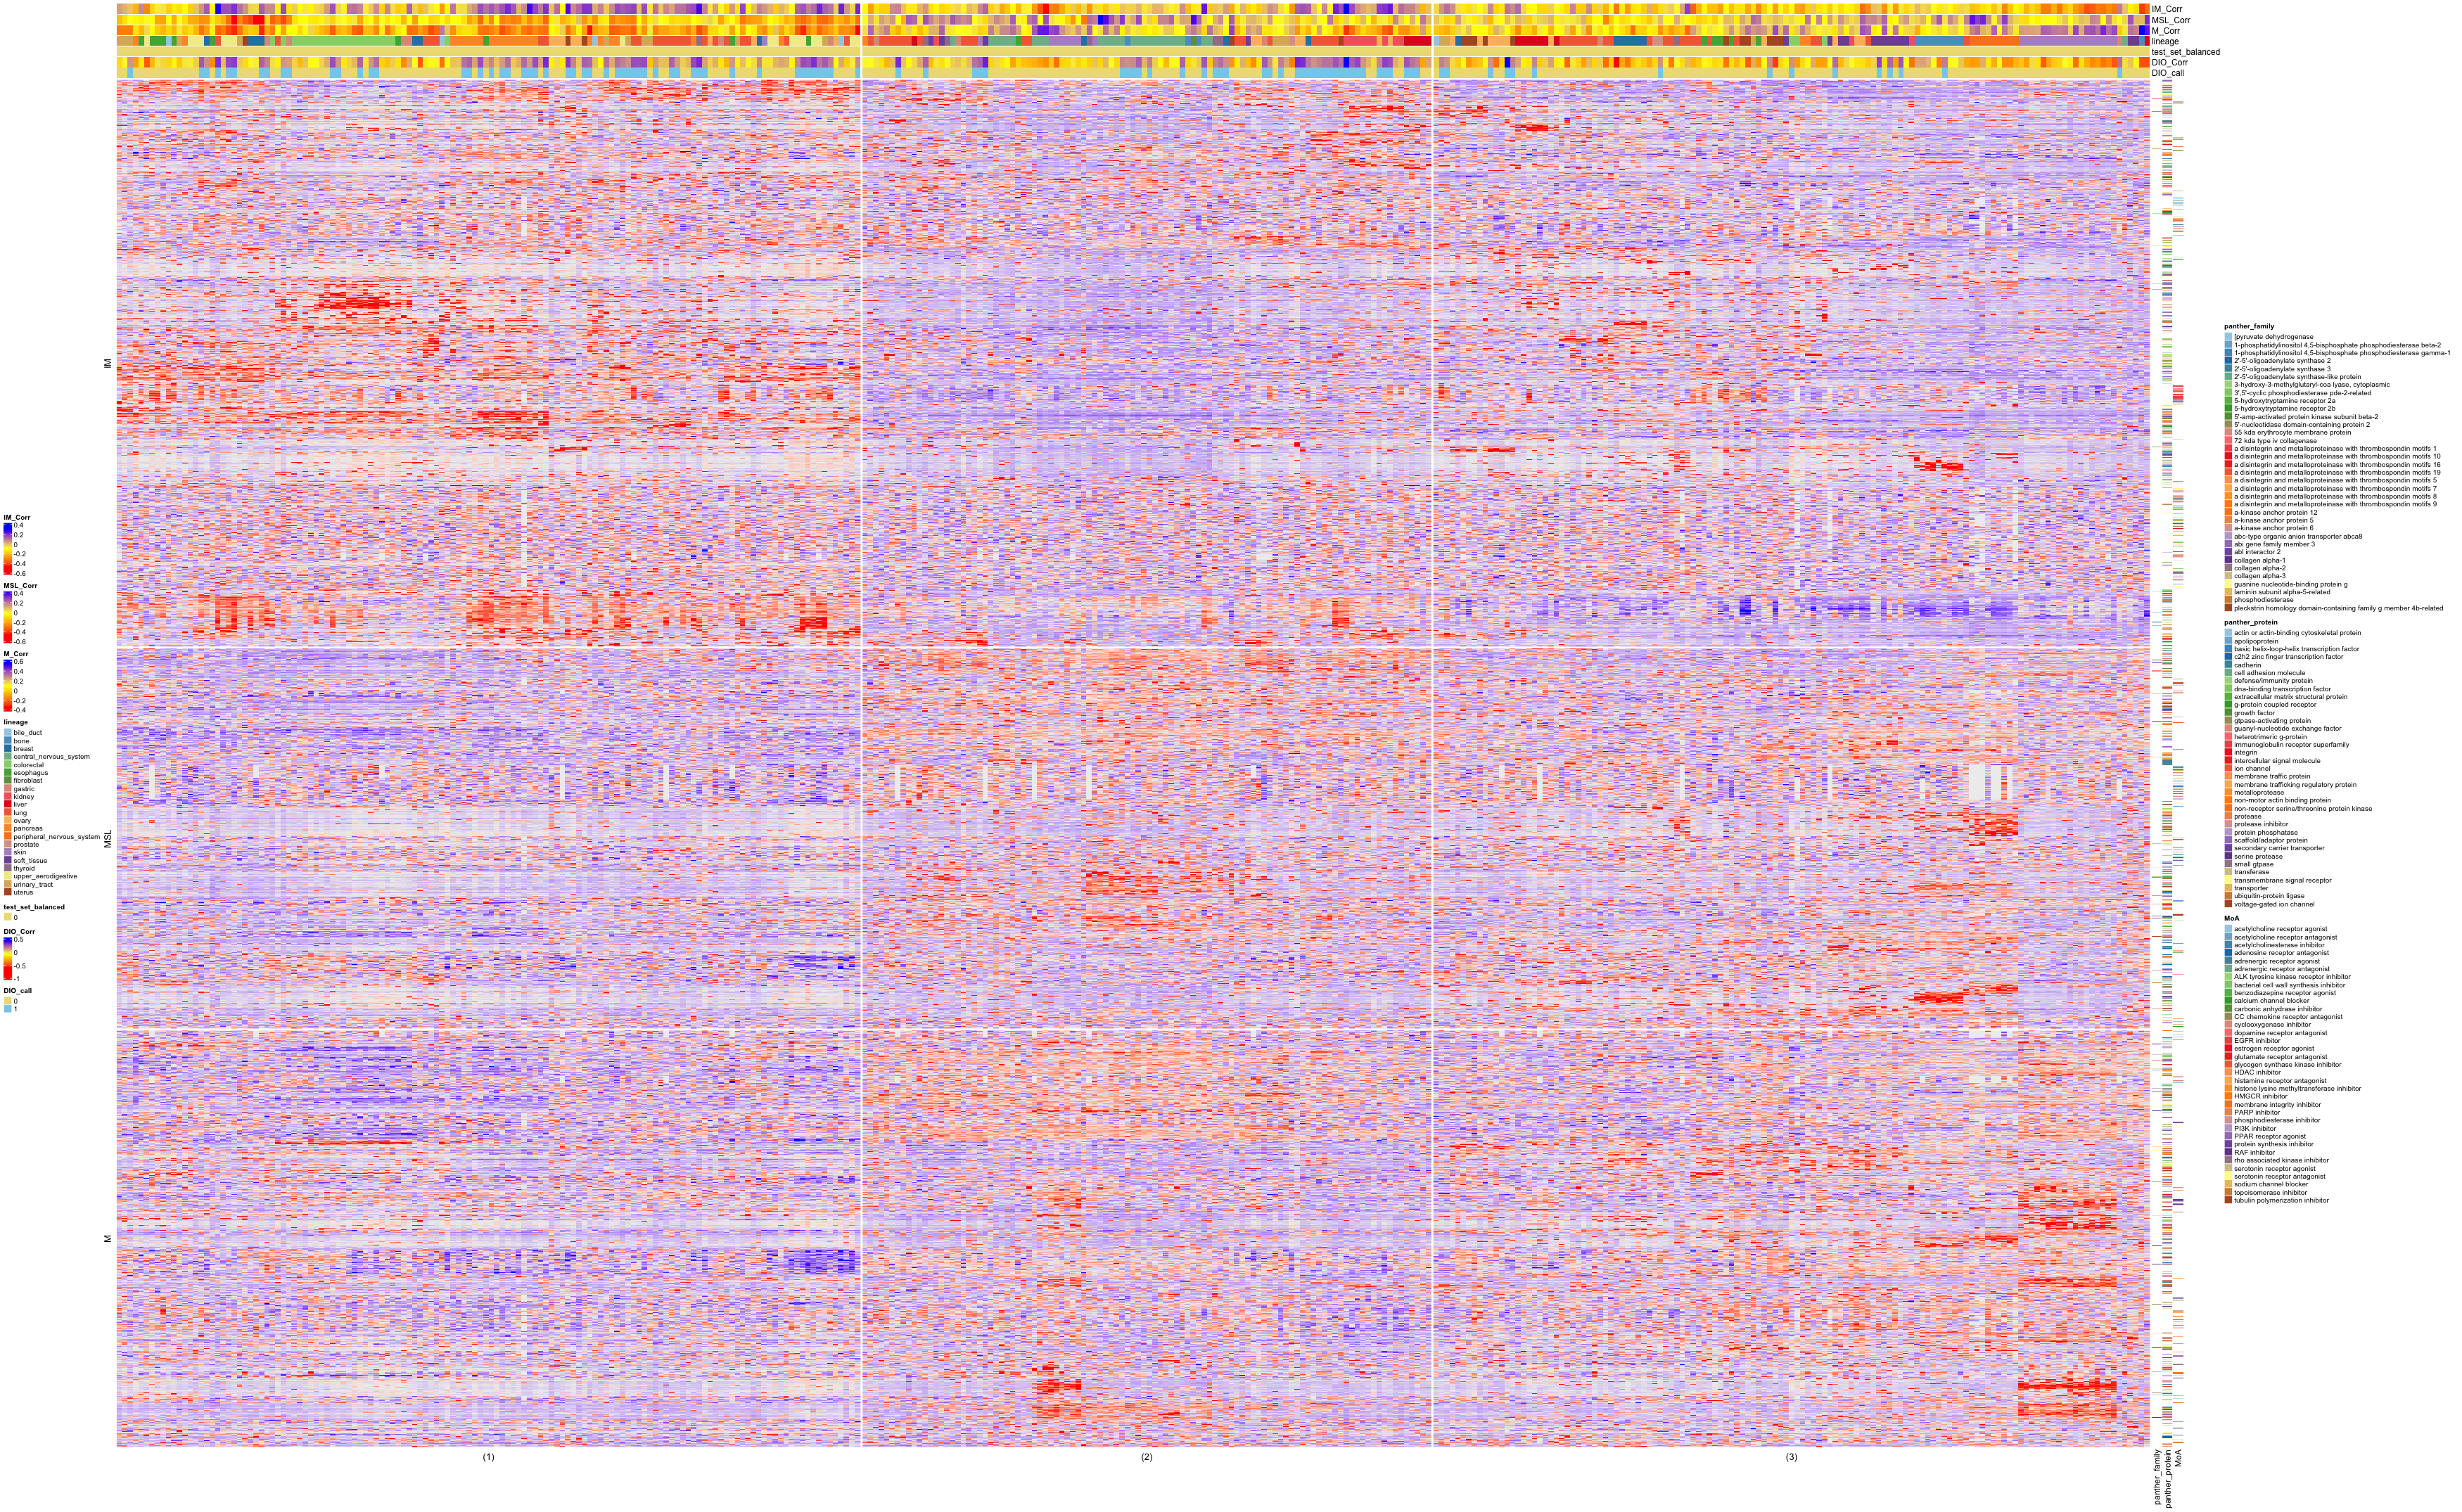 IM_Corr
MSL_Corr
M_Corr
lineage
test_set_balanced
DIO_Corr
DIO_call
IM
MSL
M
(1)
(2)
(3)
panther_family
panther_protein
MoA
IM_Corr
0.4
0.2
0
-0.2
-0.4
-0.6
MSL_Corr
0.4
0.2
0
-0.2
-0.4
-0.6
M_Corr
0.6
0.4
0.2
0
-0.2
-0.4
lineage
bile_duct
bone
breast
central_nervous_system
colorectal
esophagus
fibroblast
gastric
kidney
liver
lung
ovary
pancreas
peripheral_nervous_system
prostate
skin
soft_tissue
thyroid
upper_aerodigestive
urinary_tract
uterus
test_set_balanced
0
DIO_Corr
0.5
0
-0.5
-1
DIO_call
0
1
panther_family
[pyruvate dehydrogenase
1-phosphatidylinositol 4,5-bisphosphate phosphodiesterase beta-2
1-phosphatidylinositol 4,5-bisphosphate phosphodiesterase gamma-1
2'-5'-oligoadenylate synthase 2
2'-5'-oligoadenylate synthase 3
2'-5'-oligoadenylate synthase-like protein
3-hydroxy-3-methylglutaryl-coa lyase, cytoplasmic
3',5'-cyclic phosphodiesterase pde-2-related
5-hydroxytryptamine receptor 2a
5-hydroxytryptamine receptor 2b
5'-amp-activated protein kinase subunit beta-2
5'-nucleotidase domain-containing protein 2
55 kda erythrocyte membrane protein
72 kda type iv collagenase
a disintegrin and metalloproteinase with thrombospondin motifs 1
a disintegrin and metalloproteinase with thrombospondin motifs 10
a disintegrin and metalloproteinase with thrombospondin motifs 16
a disintegrin and metalloproteinase with thrombospondin motifs 19
a disintegrin and metalloproteinase with thrombospondin motifs 5
a disintegrin and metalloproteinase with thrombospondin motifs 7
a disintegrin and metalloproteinase with thrombospondin motifs 8
a disintegrin and metalloproteinase with thrombospondin motifs 9
a-kinase anchor protein 12
a-kinase anchor protein 5
a-kinase anchor protein 6
abc-type organic anion transporter abca8
abi gene family member 3
abl interactor 2
collagen alpha-1
collagen alpha-2
collagen alpha-3
guanine nucleotide-binding protein g
laminin subunit alpha-5-related
phosphodiesterase
pleckstrin homology domain-containing family g member 4b-related
panther_protein
actin or actin-binding cytoskeletal protein
apolipoprotein
basic helix-loop-helix transcription factor
c2h2 zinc finger transcription factor
cadherin
cell adhesion molecule
defense/immunity protein
dna-binding transcription factor
extracellular matrix structural protein
g-protein coupled receptor
growth factor
gtpase-activating protein
guanyl-nucleotide exchange factor
heterotrimeric g-protein
immunoglobulin receptor superfamily
integrin
intercellular signal molecule
ion channel
membrane traffic protein
membrane trafficking regulatory protein
metalloprotease
non-motor actin binding protein
non-receptor serine/threonine protein kinase
protease
protease inhibitor
protein phosphatase
scaffold/adaptor protein
secondary carrier transporter
serine protease
small gtpase
transferase
transmembrane signal receptor
transporter
ubiquitin-protein ligase
voltage-gated ion channel
MoA
acetylcholine receptor agonist
acetylcholine receptor antagonist
acetylcholinesterase inhibitor
adenosine receptor antagonist
adrenergic receptor agonist
adrenergic receptor antagonist
ALK tyrosine kinase receptor inhibitor
bacterial cell wall synthesis inhibitor
benzodiazepine receptor agonist
calcium channel blocker
carbonic anhydrase inhibitor
CC chemokine receptor antagonist
cyclooxygenase inhibitor
dopamine receptor antagonist
EGFR inhibitor
estrogen receptor agonist
glutamate receptor antagonist
glycogen synthase kinase inhibitor
HDAC inhibitor
histamine receptor antagonist
histone lysine methyltransferase inhibitor
HMGCR inhibitor
membrane integrity inhibitor
PARP inhibitor
phosphodiesterase inhibitor
PI3K inhibitor
PPAR receptor agonist
protein synthesis inhibitor
RAF inhibitor
rho associated kinase inhibitor
serotonin receptor agonist
serotonin receptor antagonist
sodium channel blocker
topoisomerase inhibitor
tubulin polymerization inhibitor